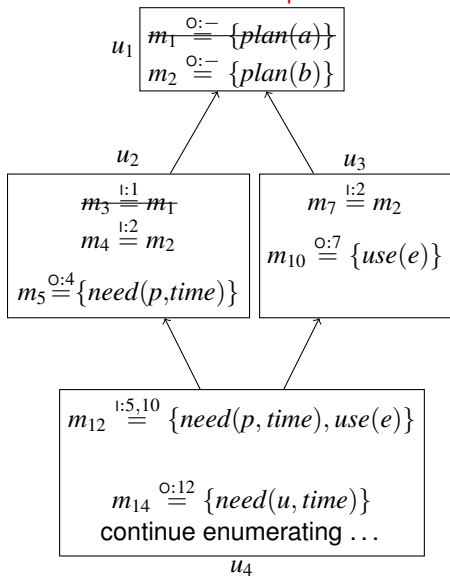 u₁
m₁ O:–= {plan(a)}
m₂ O:–= {plan(b)}
u₂
u₃
m₃ I:1= m₁
m₄ I:2= m₂
m₅ O:4= {need(p,time)}
m₇ I:2= m₂
m₁₀ O:7= {use(e)}
m₁₂ I:5,10= {need(p, time), use(e)}
m₁₄ O:12= {need(u, time)}
continue enumerating ...
u₄